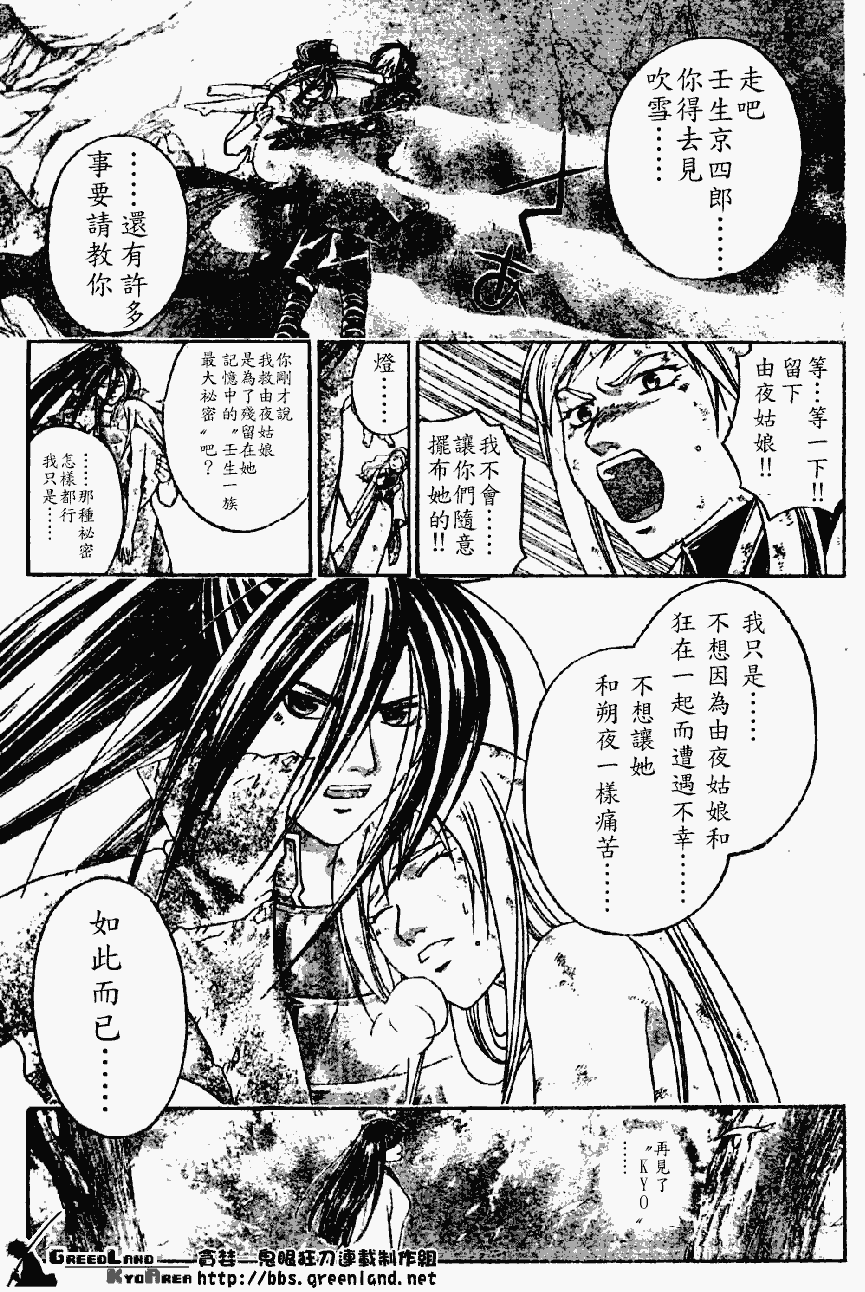 走吧
壬生京四郎……
你得去見
吹雪……
……還有許多
事要請教你
あ
等…等一下!!
留下
由夜姑娘!!
我不會……
讓你們隨意
擺布她的!!
燈
你剛才說
我救由夜姑娘
是為了殘留在她
記憶中的〝壬生一族
最大祕密〞吧？
……那種祕密
怎樣都行
我只是……
我只是……
不想因為由夜姑娘和
狂在一起而遭遇不幸……
不想讓她
和朔夜一樣痛苦……
如此而已……
再見了
〝KYO〞
……
GREEDLAND
KYOAREA
鬼眼狂刀連載制作組
http://bbs.greenland.net